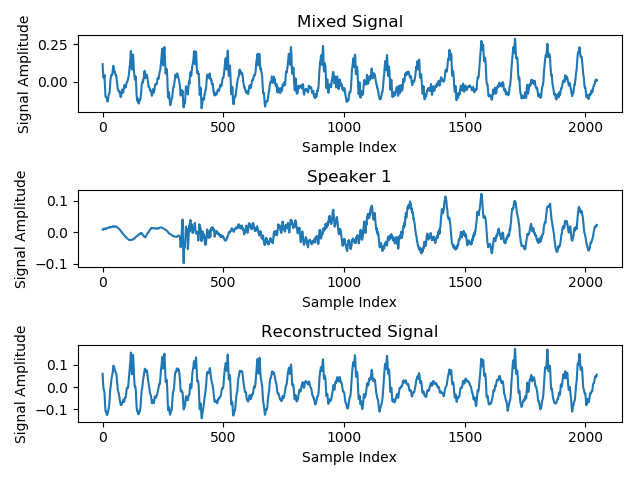 Mixed Signal
Signal Amplitude
0.25
0.00
0 500 1000 1500 2000
Sample Index
Speaker 1
Signal Amplitude
0.1
0.0
−0.1
0 500 1000 1500 2000
Sample Index
Reconstructed Signal
Signal Amplitude
0.1
0.0
−0.1
0 500 1000 1500 2000
Sample Index